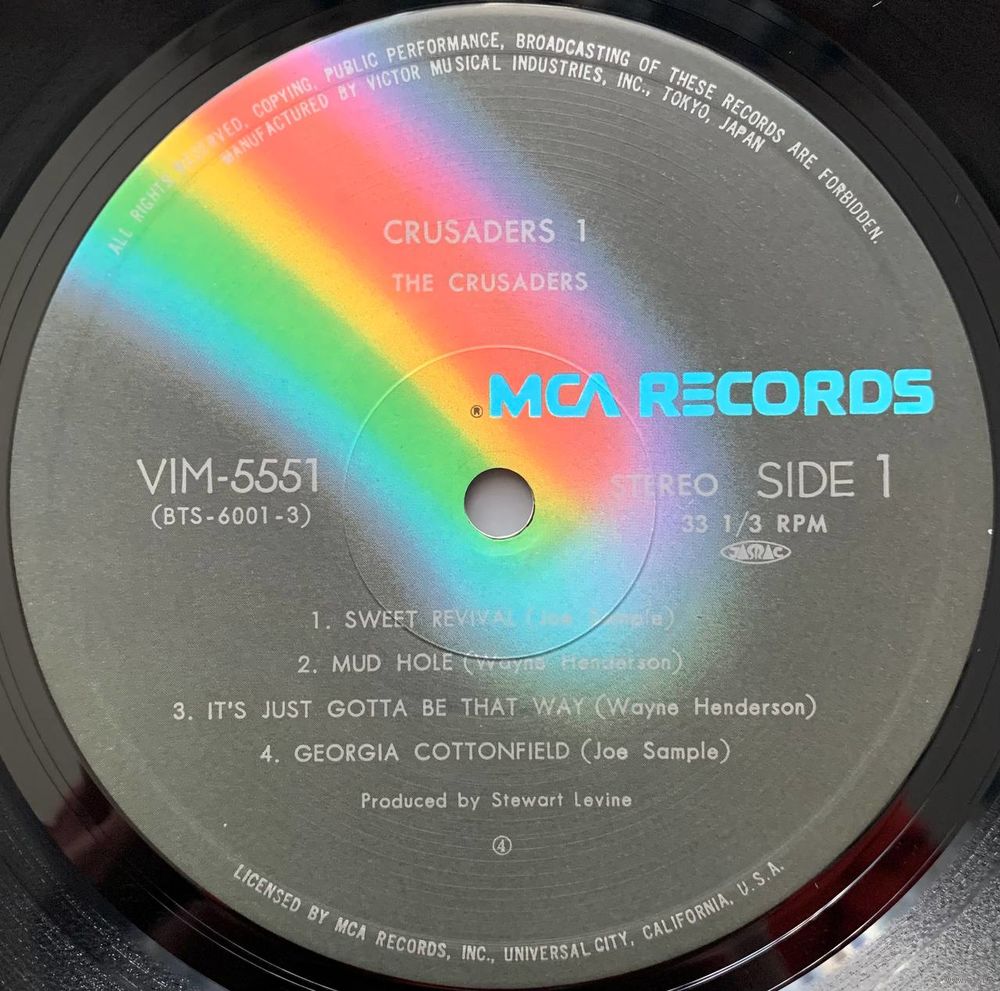 ALL RIGHTS RESERVED. COPYING, PUBLIC PERFORMANCE, BROADCASTING OF THESE RECORDS ARE FORBIDDEN.
MANUFACTURED BY VICTOR MUSICAL INDUSTRIES, INC., TOKYO, JAPAN
CRUSADERS 1
THE CRUSADERS
® MCA RECORDS
VIM-5551
(BTS-6001-3)
STEREO SIDE 1
33 1/3 RPM
JASRAC
1. SWEET REVIVAL (Joe Sample)
2. MUD HOLE (Wayne Henderson)
3. IT'S JUST GOTTA BE THAT WAY (Wayne Henderson)
4. GEORGIA COTTONFIELD (Joe Sample)
Produced by Stewart Levine
④
LICENSED BY MCA RECORDS, INC., UNIVERSAL CITY, CALIFORNIA, U.S.A.